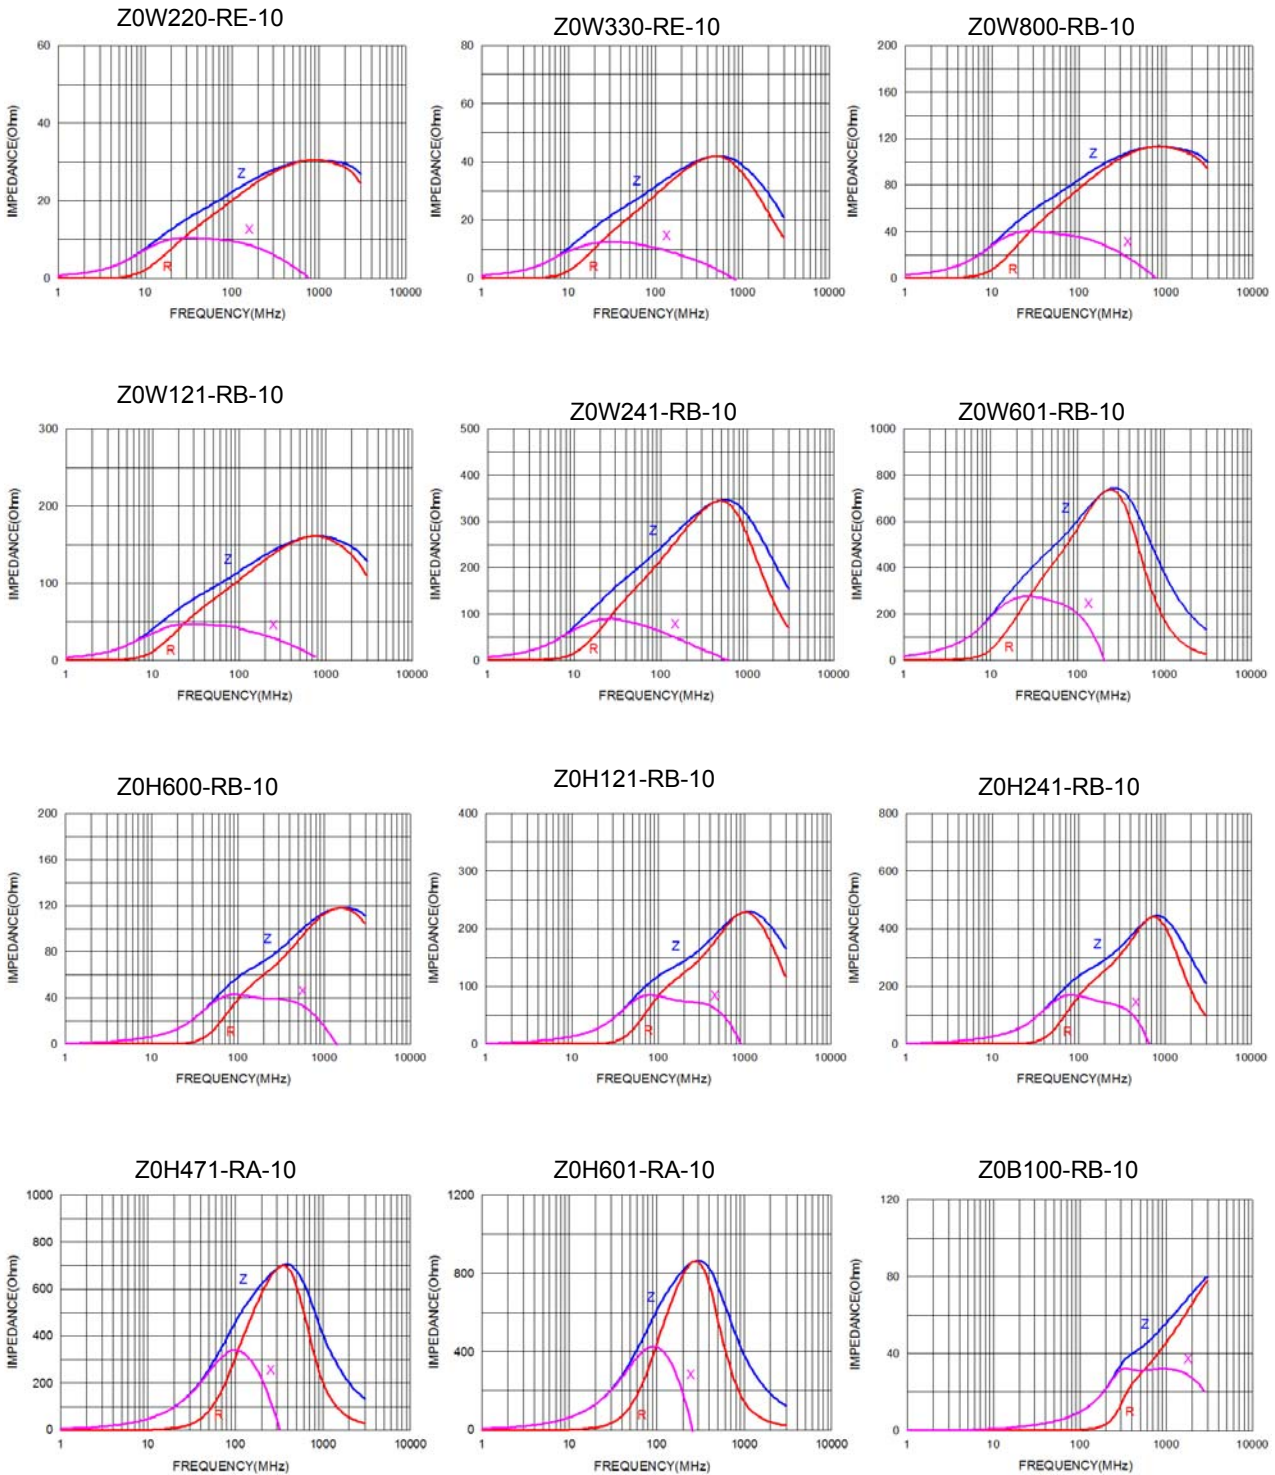 Z0W220-RE-10
60
40
20
0
IMPEDANCE(Ohm)
Z
X
R
1 10 100 1000 10000
FREQUENCY(MHz)
Z0W330-RE-10
80
60
40
20
0
IMPEDANCE(Ohm)
Z
X
R
1 10 100 1000 10000
FREQUENCY(MHz)
Z0W800-RB-10
200
160
120
80
40
0
IMPEDANCE(Ohm)
Z
X
R
1 10 100 1000 10000
FREQUENCY(MHz)
Z0W121-RB-10
300
200
100
0
IMPEDANCE(Ohm)
Z
X
R
1 10 100 1000 10000
FREQUENCY(MHz)
Z0W241-RB-10
500
400
300
200
100
0
IMPEDANCE(Ohm)
Z
X
R
1 10 100 1000 10000
FREQUENCY(MHz)
Z0W601-RB-10
1000
800
600
400
200
0
IMPEDANCE(Ohm)
Z
X
R
1 10 100 1000 10000
FREQUENCY(MHz)
Z0H600-RB-10
200
160
120
80
40
0
IMPEDANCE(Ohm)
Z
X
R
1 10 100 1000 10000
FREQUENCY(MHz)
Z0H121-RB-10
400
300
200
100
0
IMPEDANCE(Ohm)
Z
X
R
1 10 100 1000 10000
FREQUENCY(MHz)
Z0H241-RB-10
800
600
400
200
0
IMPEDANCE(Ohm)
Z
X
R
1 10 100 1000 10000
FREQUENCY(MHz)
Z0H471-RA-10
1000
800
600
400
200
0
IMPEDANCE(Ohm)
Z
X
R
1 10 100 1000 10000
FREQUENCY(MHz)
Z0H601-RA-10
1200
800
400
0
IMPEDANCE(Ohm)
Z
X
R
1 10 100 1000 10000
FREQUENCY(MHz)
Z0B100-RB-10
120
80
40
0
IMPEDANCE(Ohm)
Z
X
R
1 10 100 1000 10000
FREQUENCY(MHz)